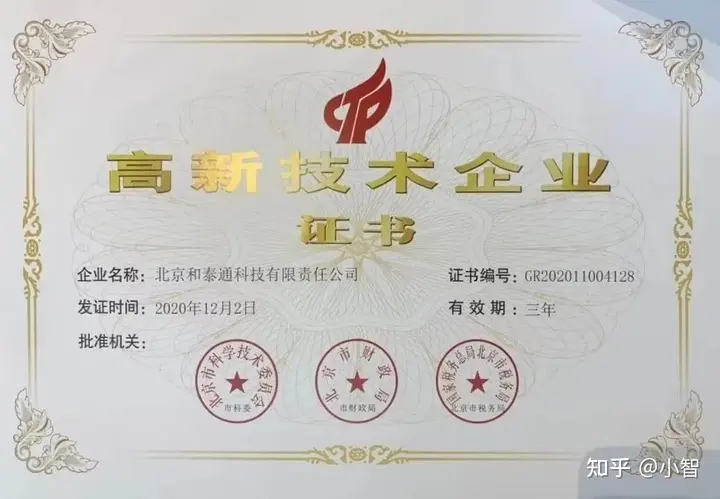 高新技术企业
证书
企业名称：北京和泰通科技有限责任公司
证书编号：GR202011004128
发证时间：2020年12月2日
有效期：三年
批准机关：
北京市科学技术委员会
市科委
北京市财政局
市财政局
国家税务总局北京市税务局
北京市税务局
知乎 @小智